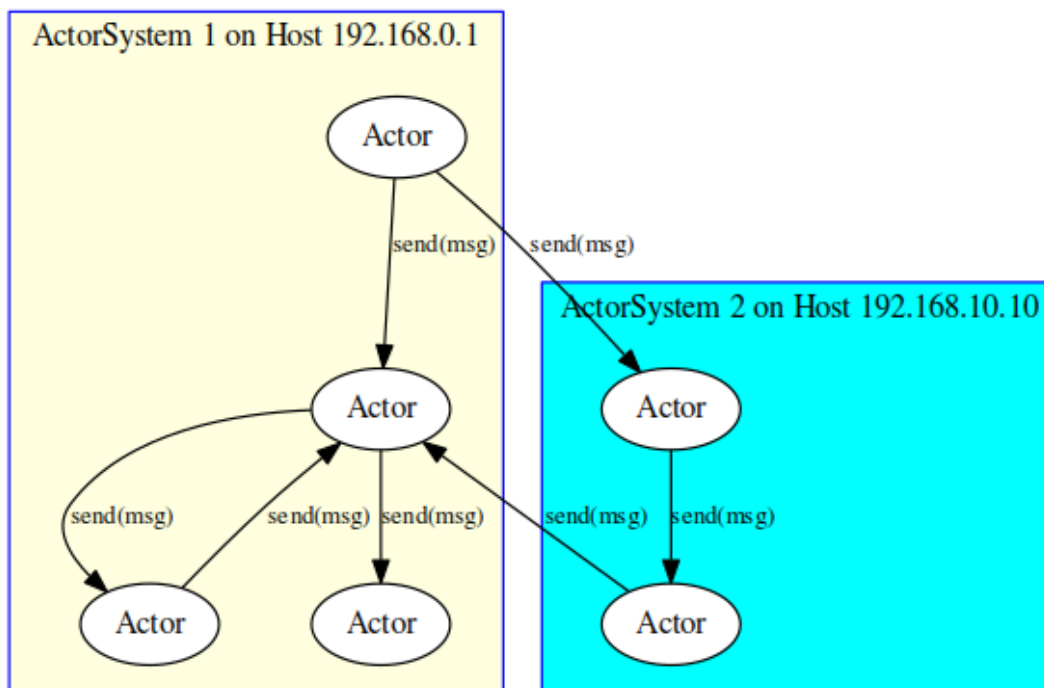 ActorSystem 1 on Host 192.168.0.1
Actor
send(msg)
send(msg)
ActorSystem 2 on Host 192.168.10.10
Actor
Actor
send(msg)
send(msg)
send(msg)
send(msg)
send(msg)
Actor
Actor
Actor